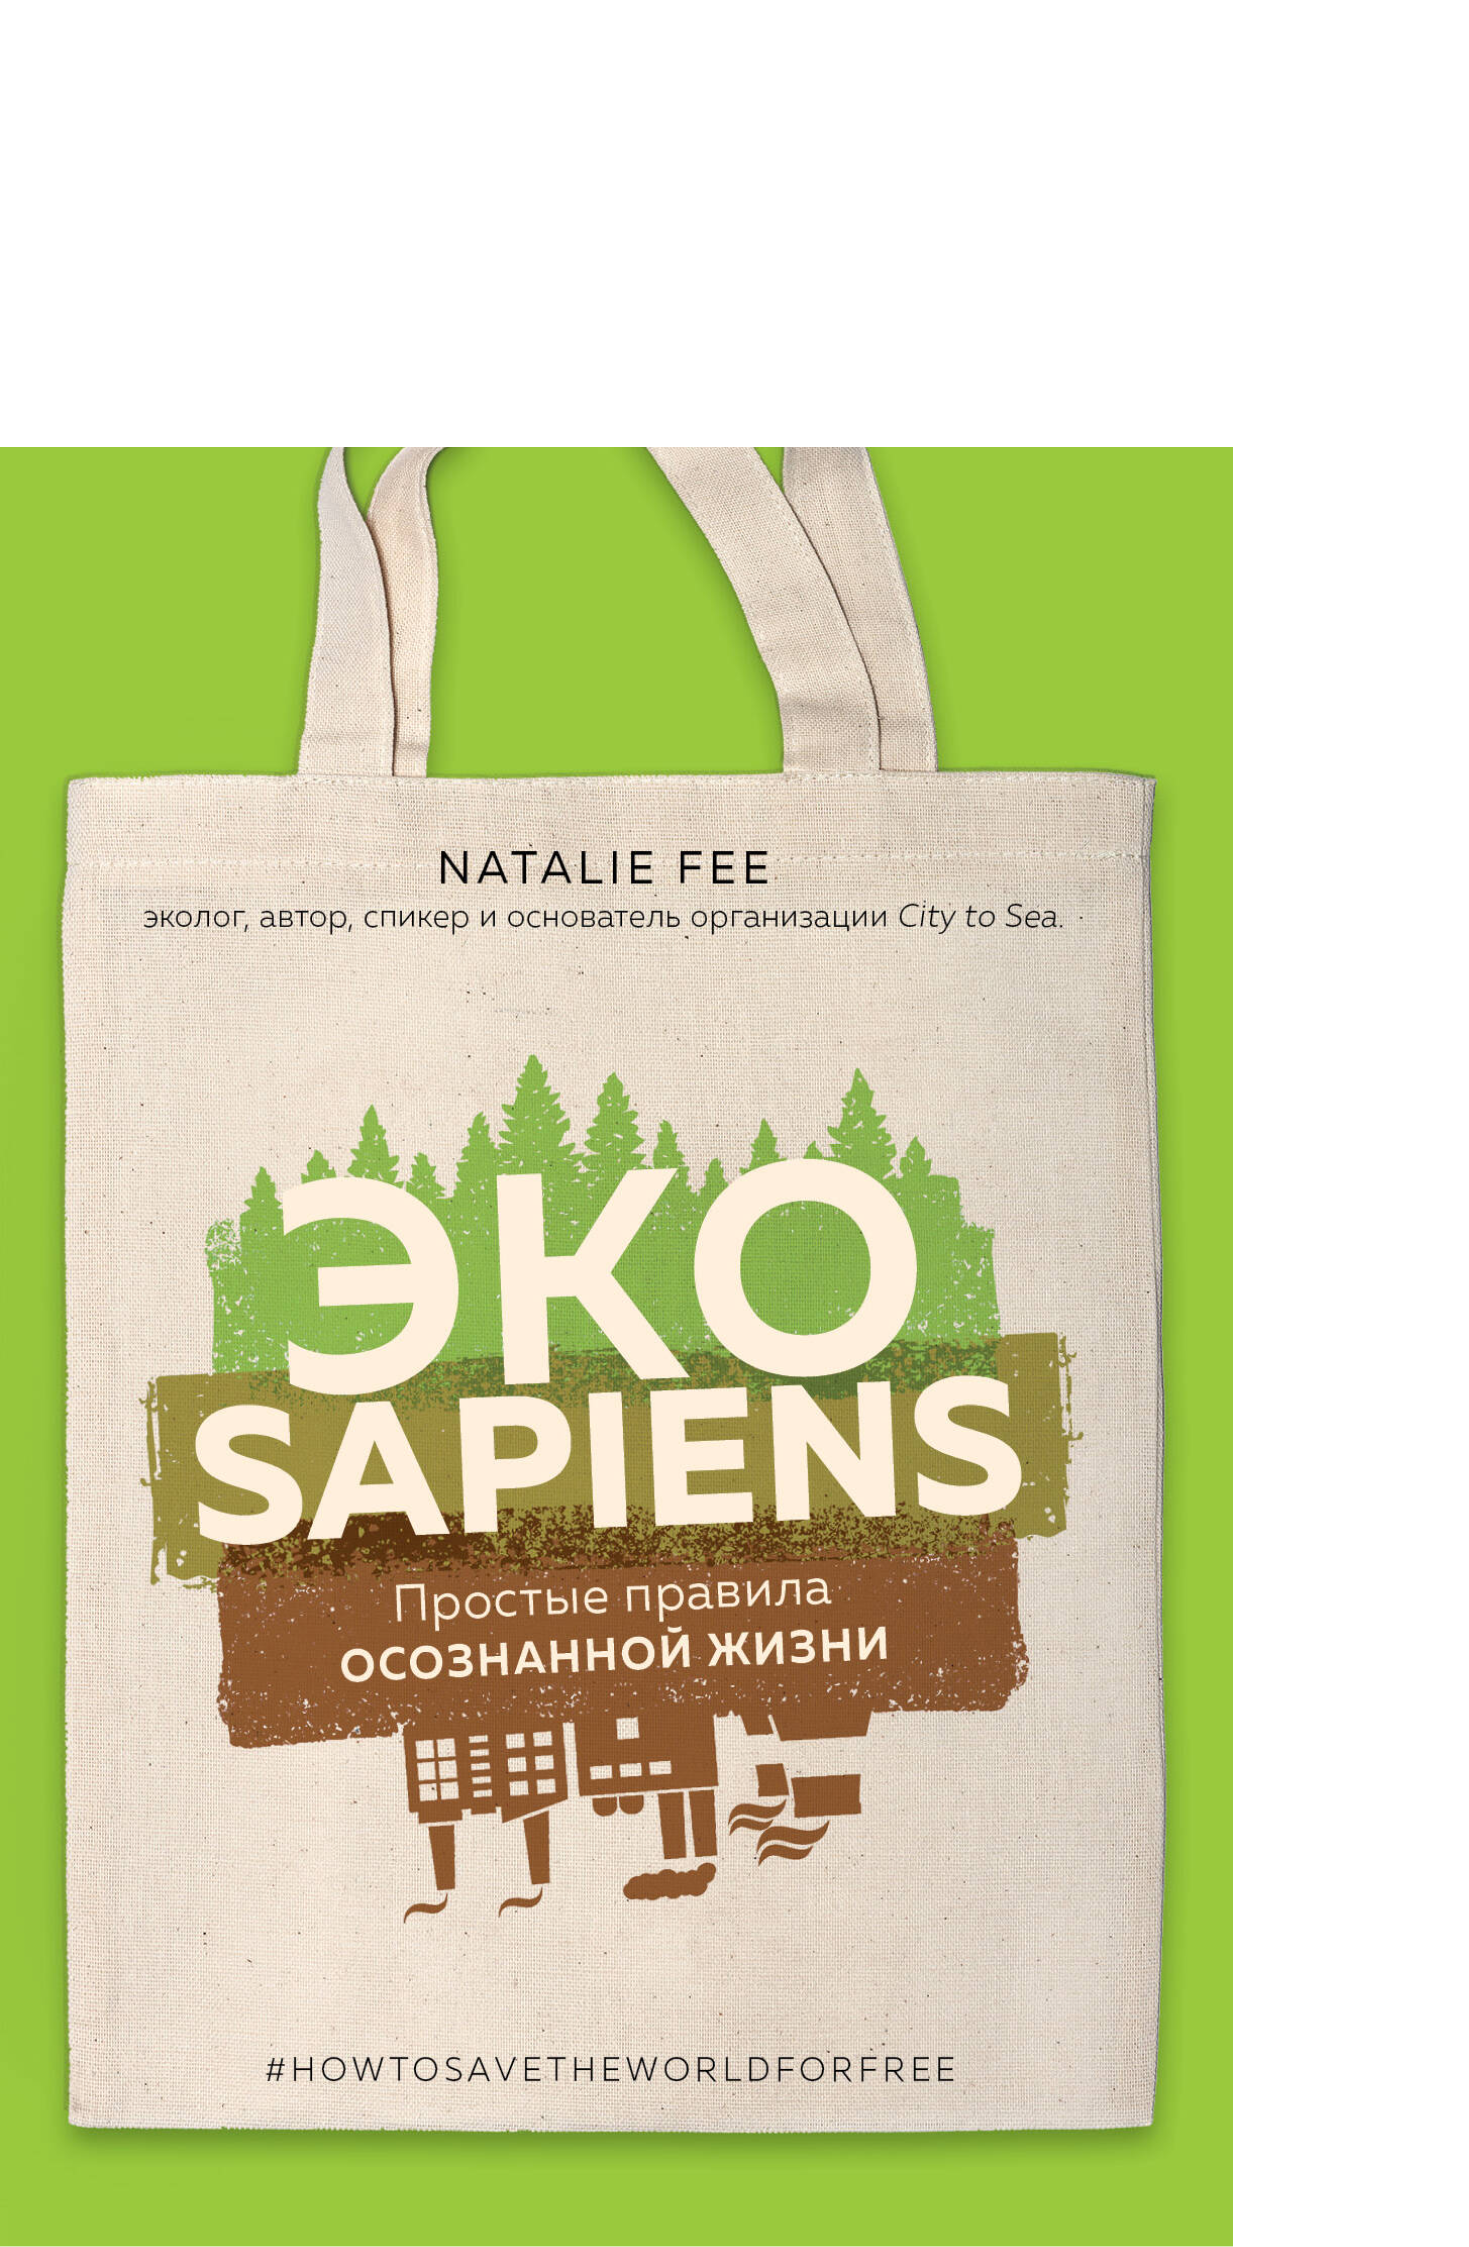 NATALIE FEE
эколог, автор, спикер и основатель организации City to Sea.
ЭКО
SAPIENS
Простые правила
ОСОЗНАННОЙ ЖИЗНИ
#HOWTOSAVETHEWORLDFORFREE